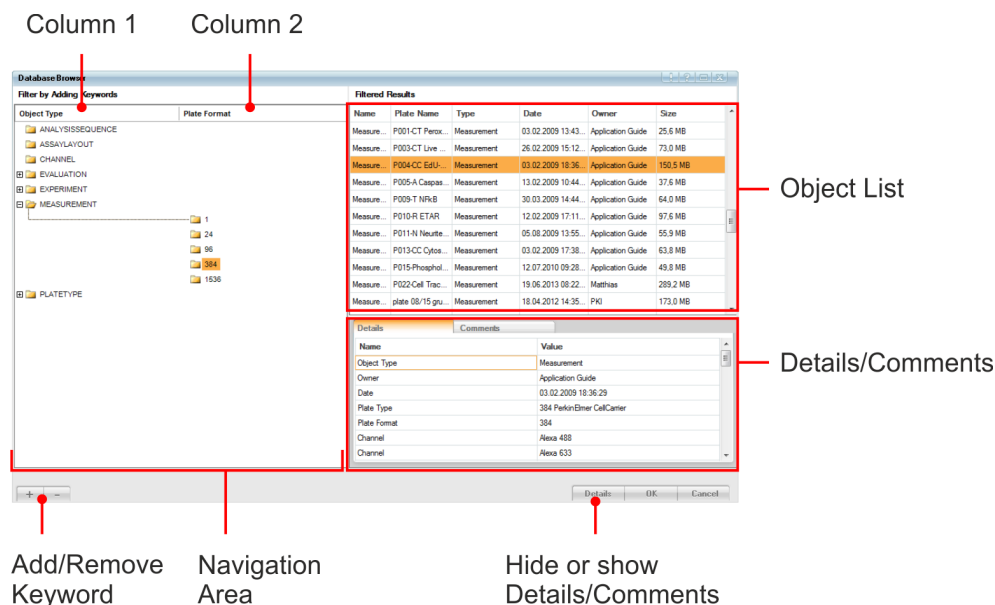 Column 1 Column 2
Database Browser
Filter by Adding Keywords Filtered Results
Object Type Plate Format Name Plate Name Type Date Owner Size
ANALYSISSEQUENCE
ASSAYLAYOUT
CHANNEL
EVALUATION
EXPERIMENT
MEASUREMENT
1
24
96
384
1536
PLATETYPE
Measure... P001-CT Perox... Measurement 03.02.2009 13:43... Application Guide 25,6 MB
Measure... P003-CT Live ... Measurement 26.02.2009 15:12... Application Guide 73,0 MB
Measure... P004-CC EdU-... Measurement 03.02.2009 18:36... Application Guide 150,5 MB
Measure... P005-A Caspas... Measurement 13.02.2009 10:44... Application Guide 37,6 MB
Measure... P009-T NFkB Measurement 30.03.2009 14:44... Application Guide 64,0 MB
Measure... P010-R ETAR Measurement 12.02.2009 17:11... Application Guide 97,6 MB
Measure... P011-N Neurite... Measurement 05.08.2009 13:55... Application Guide 55,9 MB
Measure... P013-CC Cytos... Measurement 03.02.2009 17:38... Application Guide 63,8 MB
Measure... P015-Phosphol... Measurement 12.07.2010 09:28... Application Guide 49,8 MB
Measure... P022-Cell Trac... Measurement 19.06.2013 08:22... Matthias 289,2 MB
Measure... plate 08/15 gru... Measurement 18.04.2012 14:35... PKI 173,0 MB
Object List
Details Comments
Name Value
Object Type Measurement
Owner Application Guide
Date 03.02.2009 18:36:29
Plate Type 384 PerkinElmer CellCarrier
Plate Format 384
Channel Alexa 488
Channel Alexa 633
Details/Comments
+ - Details OK Cancel
Add/Remove
Keyword
Navigation
Area
Hide or show
Details/Comments